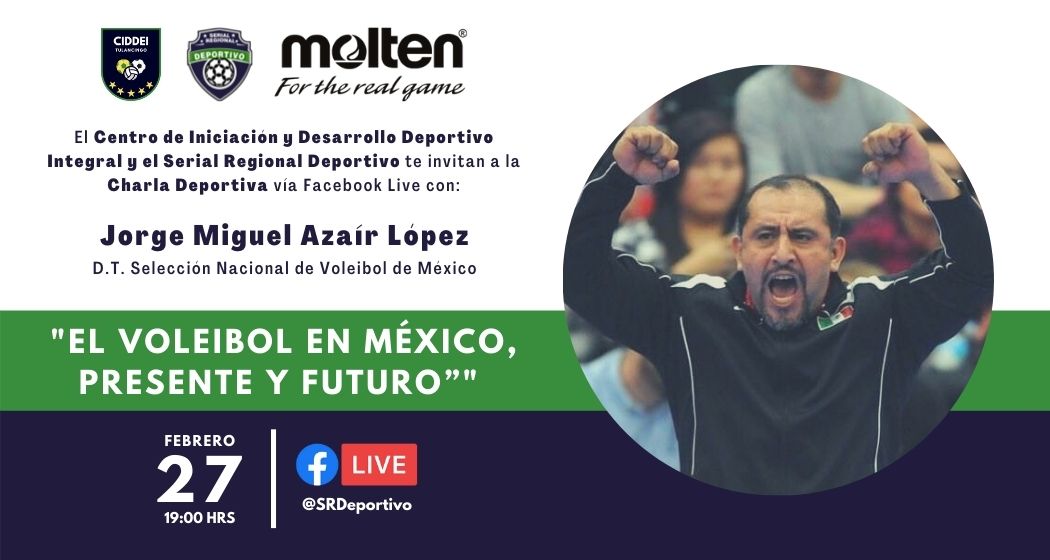 CIDDEI
TULANCINGO
SERIAL
REGIONAL
DEPORTIVO
molten®
For the real game
El Centro de Iniciación y Desarrollo Deportivo
Integral y el Serial Regional Deportivo te invitan a la
Charla Deportiva vía Facebook Live con:
Jorge Miguel Azaír López
D.T. Selección Nacional de Voleibol de México
"EL VOLEIBOL EN MÉXICO,
PRESENTE Y FUTURO”"
FEBRERO
27
19:00 HRS
f LIVE
@SRDeportivo